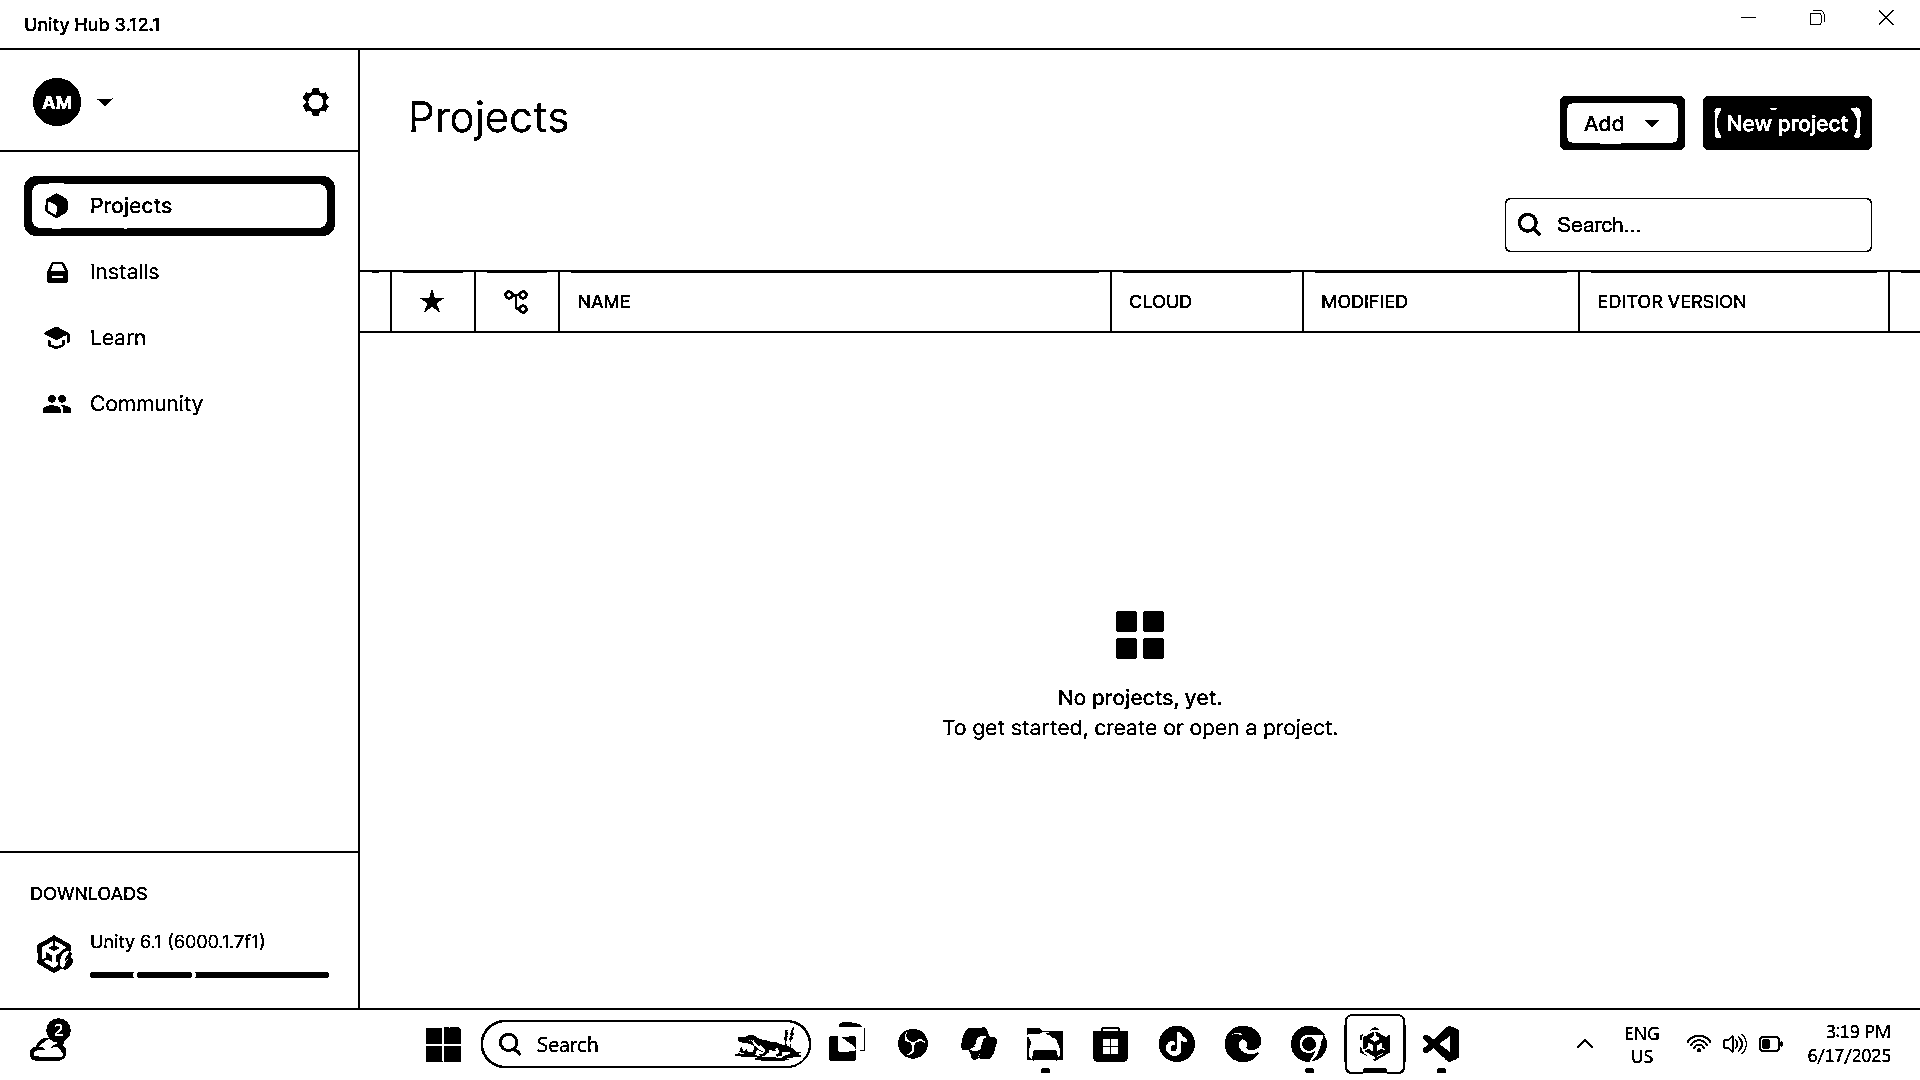 Unity Hub 3.12.1
AM
Projects
Add
New project
Projects
Installs
Learn
Community
Search...
NAME
CLOUD
MODIFIED
EDITOR VERSION
No projects, yet.
To get started, create or open a project.
DOWNLOADS
Unity 6.1 (6000.1.7f1)
2
Search
ENG
US
3:19 PM
6/17/2025